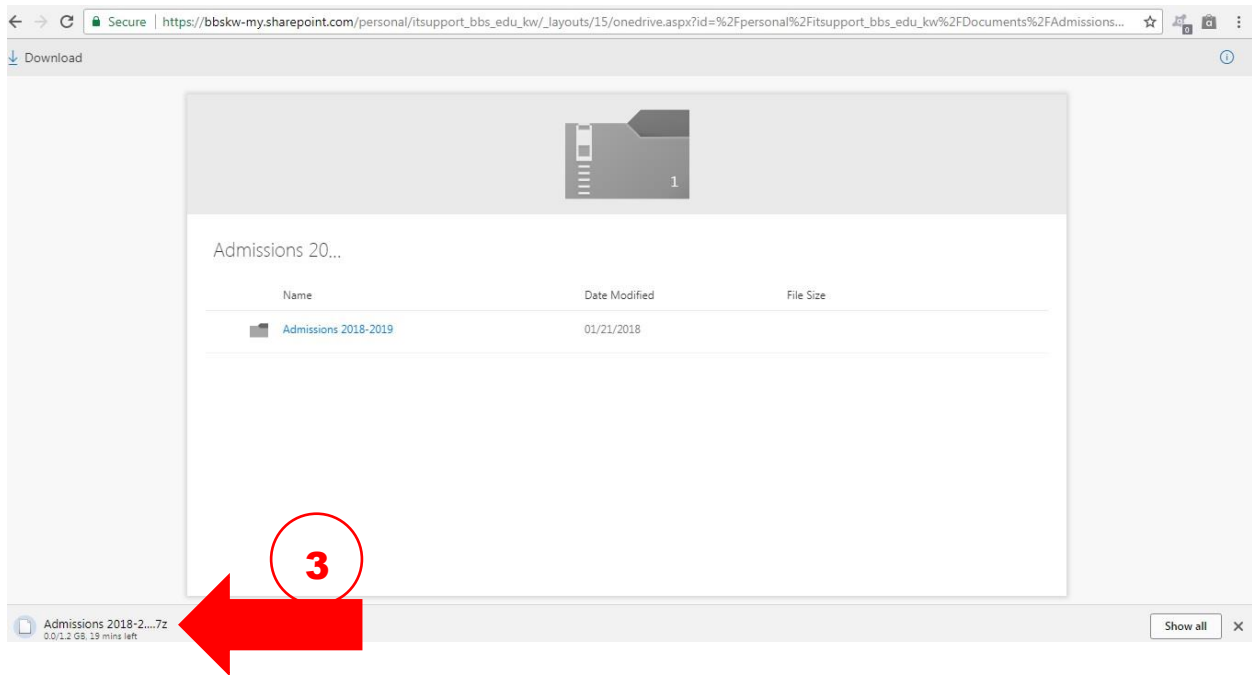 Secure | https://bbskw-my.sharepoint.com/personal/itsupport_bbs_edu_kw/_layouts/15/onedrive.aspx?id=%2Fpersonal%2Fitsupport_bbs_edu_kw%2FDocuments%2FAdmissions...
0
Download
1
Admissions 20...
Name Date Modified File Size
Admissions 2018-2019 01/21/2018
3
Admissions 2018-2....7z
0.0/1.2 GB, 19 mins left
Show all